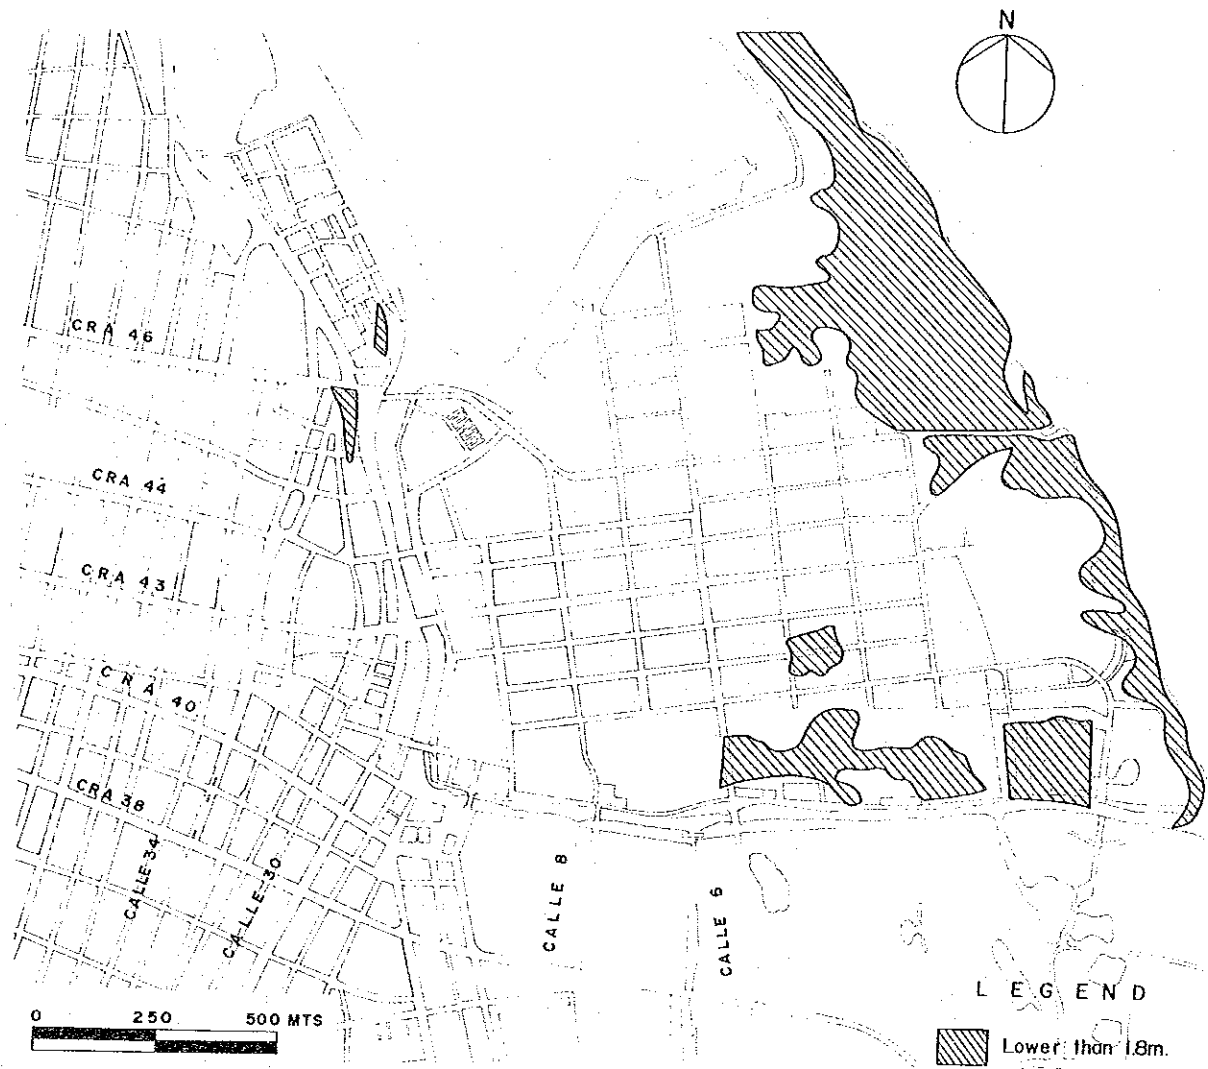 N
CRA 46
CRA 44
CRA 43
CRA 40
CRA 38
CALLE 34
CALLE 30
CALLE 8
CALLE 6
LEGEND
0 250 500 MTS
Lower than 1.8m.